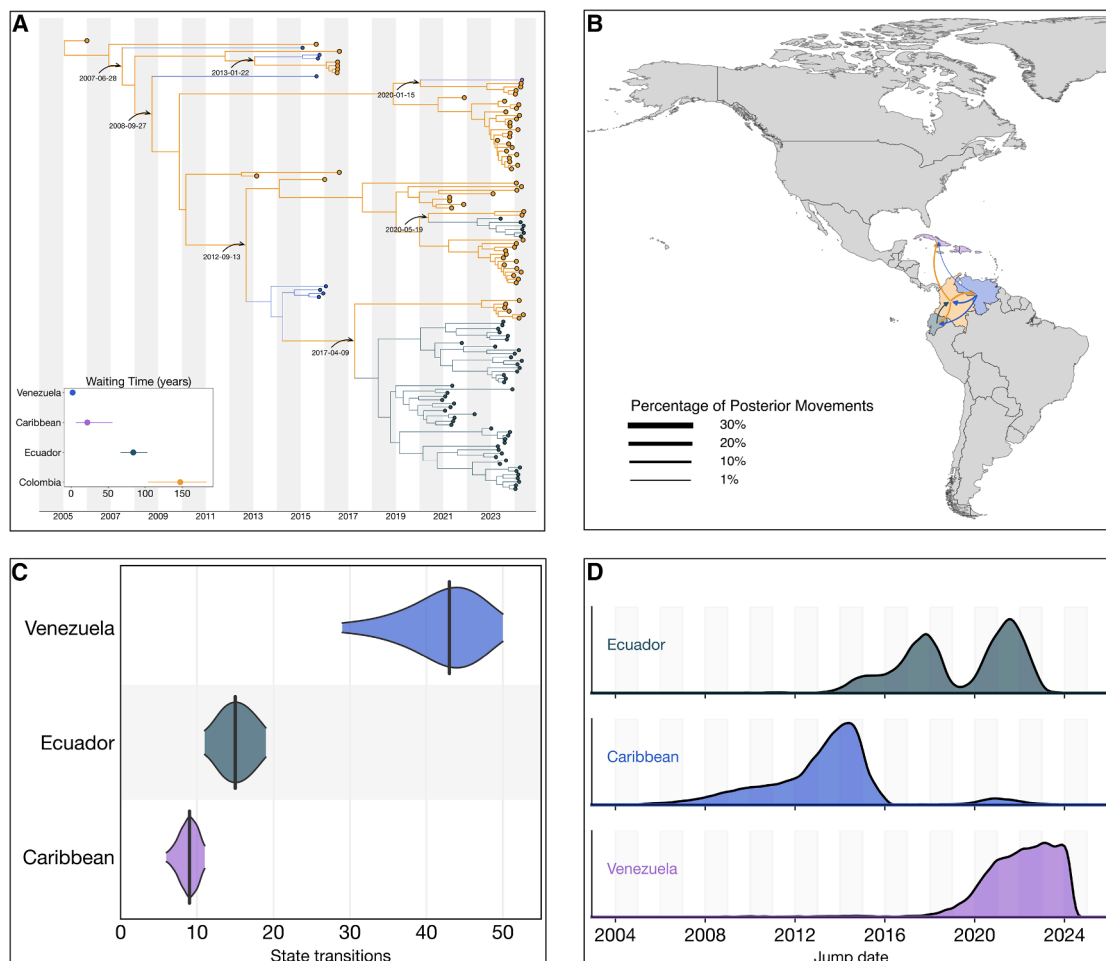 A
2007-06-28
2013-01-22
2020-01-15
2008-09-27
2020-05-19
2012-09-13
2017-04-09
Waiting Time (years)
Venezuela
Caribbean
Ecuador
Colombia
0 50 100 150
2005 2007 2009 2011 2013 2015 2017 2019 2021 2023
B
Percentage of Posterior Movements
30%
20%
10%
1%
C
Venezuela
Ecuador
Caribbean
0 10 20 30 40 50
State transitions
D
Ecuador
Caribbean
Venezuela
2004 2008 2012 2016 2020 2024
Jump date